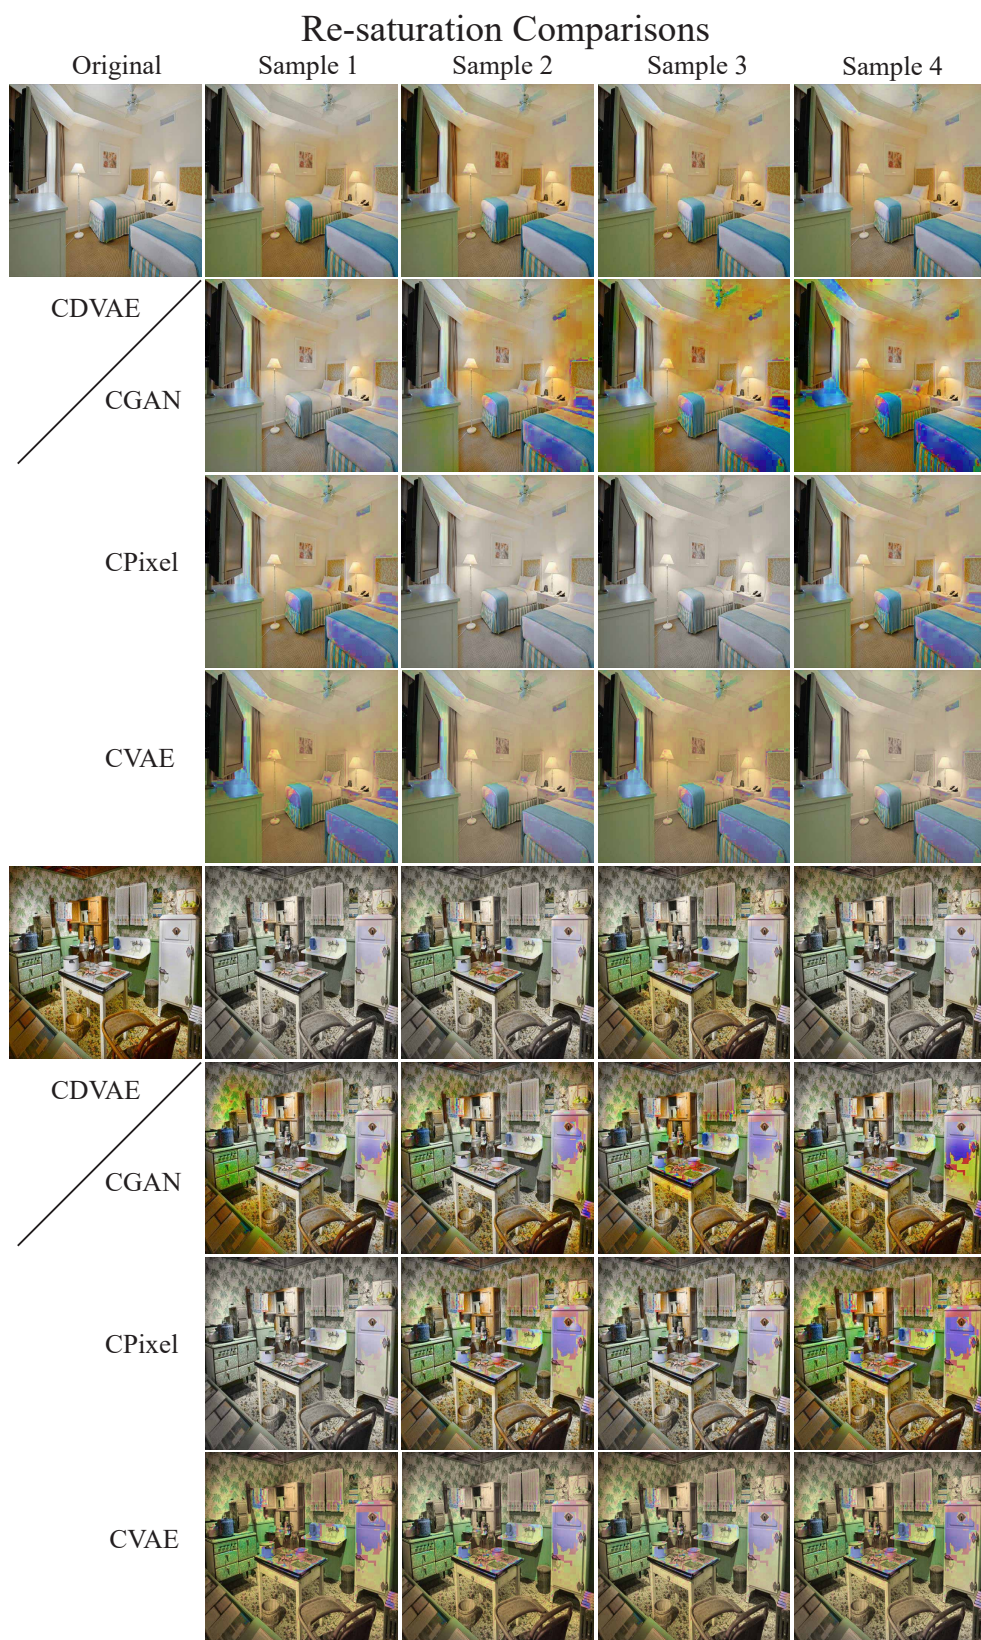 Re-saturation Comparisons
Original Sample 1 Sample 2 Sample 3 Sample 4
CDVAE
CGAN
CPixel
CVAE
CDVAE
CGAN
CPixel
CVAE